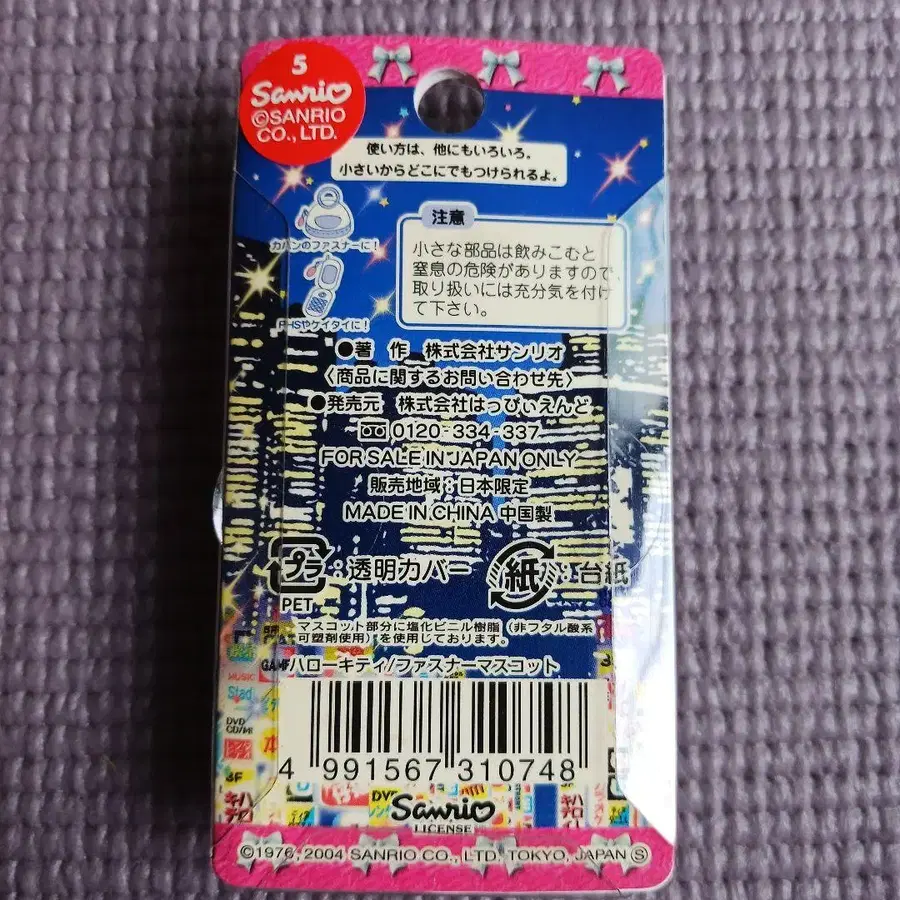 5
Sanrio
©SANRIO
CO., LTD.
使い方は、他にもいろいろ。
小さいからどこにでもつけられるよ。
カバンのファスナーに！
PHSやケイタイに！
注意
小さな部品は飲みこむと
窒息の危険がありますので、
取り扱いには充分気を付け
て下さい。
●著 作 株式会社サンリオ
〈商品に関するお問い合わせ先〉
●発売元 株式会社はっぴぃえんど
0120-334-337
FOR SALE IN JAPAN ONLY
販売地域：日本限定
MADE IN CHINA 中国製
プラ：透明カバー 紙：台紙
PET
マスコット部分に塩化ビニル樹脂（非フタル酸系
可塑剤使用）を使用しております。
ハローキティ/ファスナーマスコット
GAME
MUSIC
Stad
DVD
3F
DVD
4 991567 310748
Sanrio
LICENSE
©1976, 2004 SANRIO CO., LTD. TOKYO, JAPAN Ⓢ